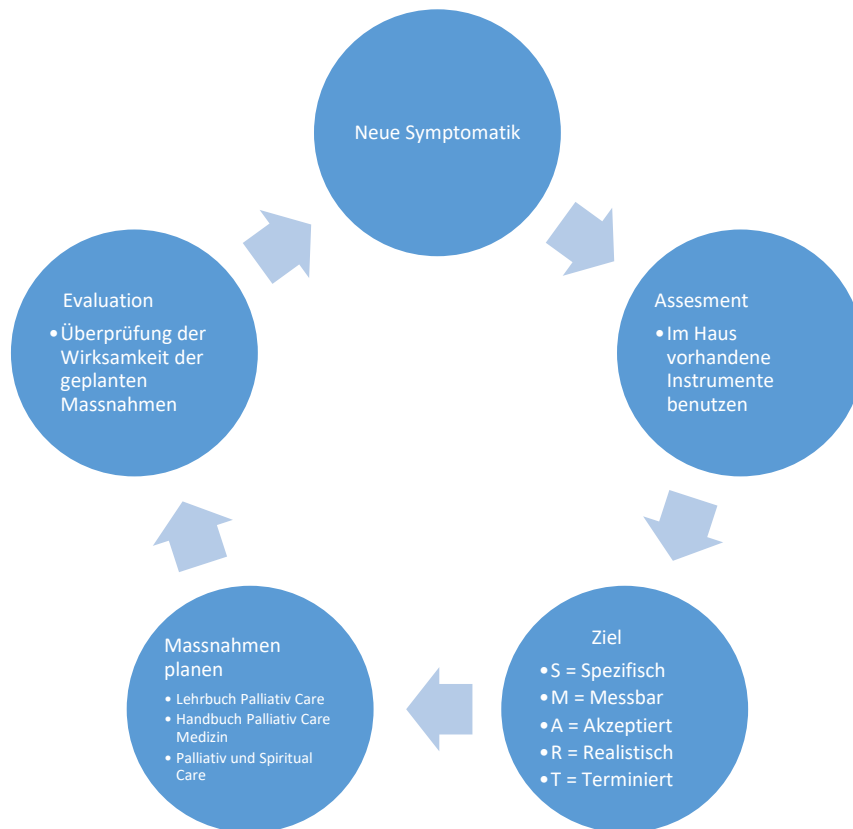 Neue Symptomatik
Assesment
•Im Haus
vorhandene
Instrumente
benutzen
Ziel
•S = Spezifisch
•M = Messbar
•A = Akzeptiert
•R = Realistisch
•T = Terminiert
Massnahmen
planen
• Lehrbuch Palliativ Care
• Handbuch Palliativ Care
Medizin
• Palliativ und Spiritual
Care
Evaluation
•Überprüfung der
Wirksamkeit der
geplanten
Massnahmen